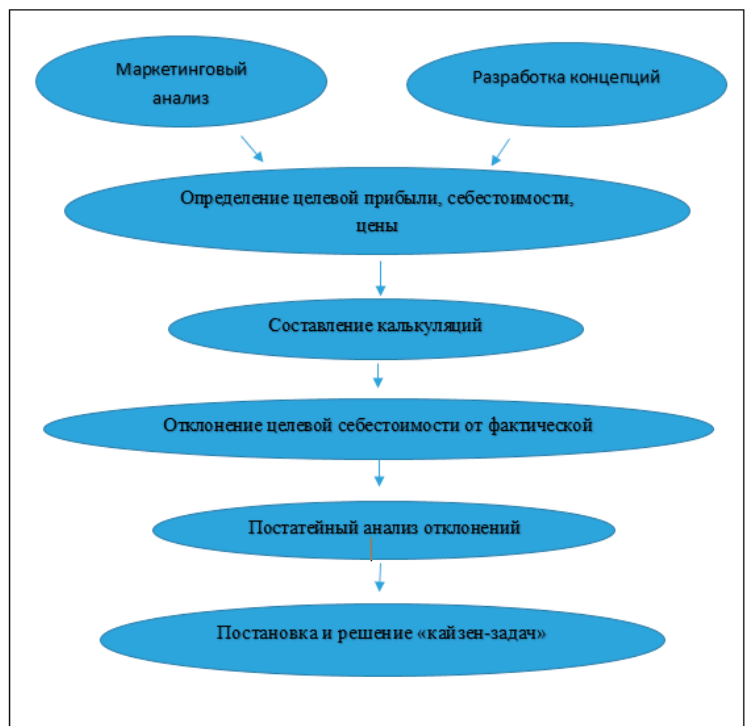 Маркетинговый
анализ
Разработка концепций
Определение целевой прибыли, себестоимости,
цены
Составление калькуляций
Отклонение целевой себестоимости от фактической
Постатейный анализ отклонений
Постановка и решение «кайзен-задач»